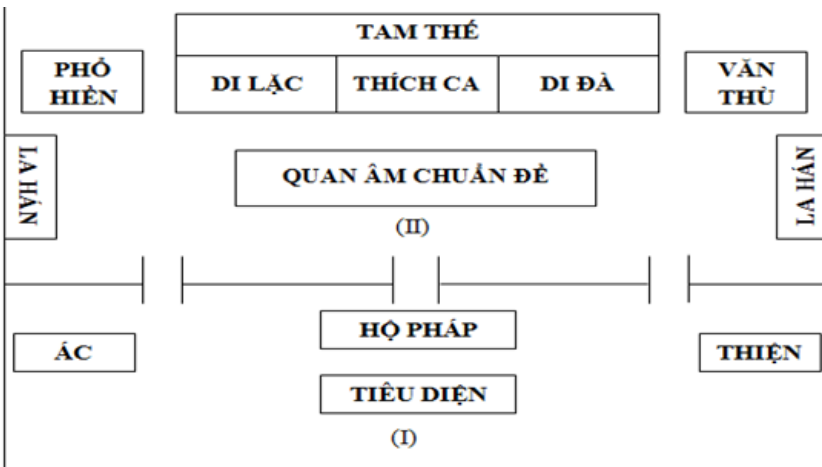 TAM THẾ
PHỔ
HIỀN
DI LẶC
THÍCH CA
DI ĐÀ
VĂN
THÙ
LA HÁN
QUAN ÂM CHUẨN ĐỀ
LA HÁN
(II)
HỘ PHÁP
ÁC
THIỆN
TIÊU DIỆN
(I)